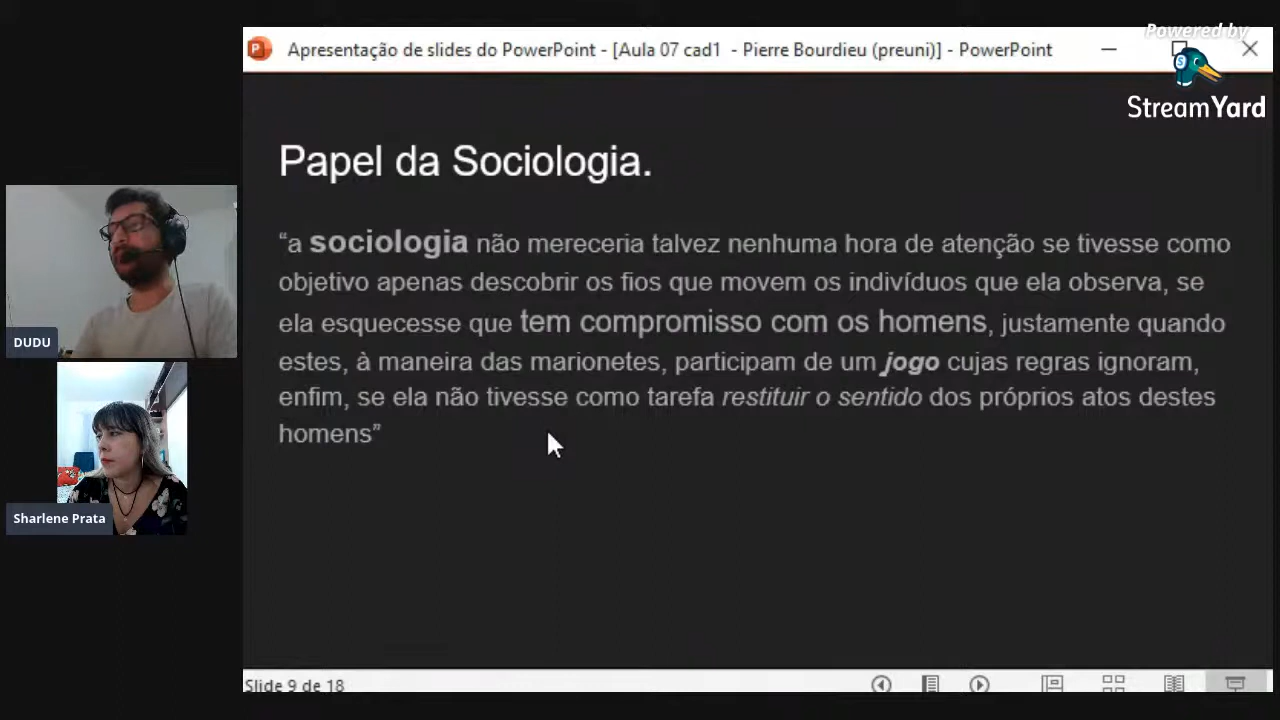 Apresentação de slides do PowerPoint - [Aula 07 cad1 - Pierre Bourdieu (preuni)] - PowerPoint
Powered by
StreamYard
Papel da Sociologia.
“a sociologia não mereceria talvez nenhuma hora de atenção se tivesse como
objetivo apenas descobrir os fios que movem os indivíduos que ela observa, se
ela esquecesse que tem compromisso com os homens, justamente quando
estes, à maneira das marionetes, participam de um jogo cujas regras ignoram,
enfim, se ela não tivesse como tarefa restituir o sentido dos próprios atos destes
homens”
DUDU
Sharlene Prata
Slide 9 de 18